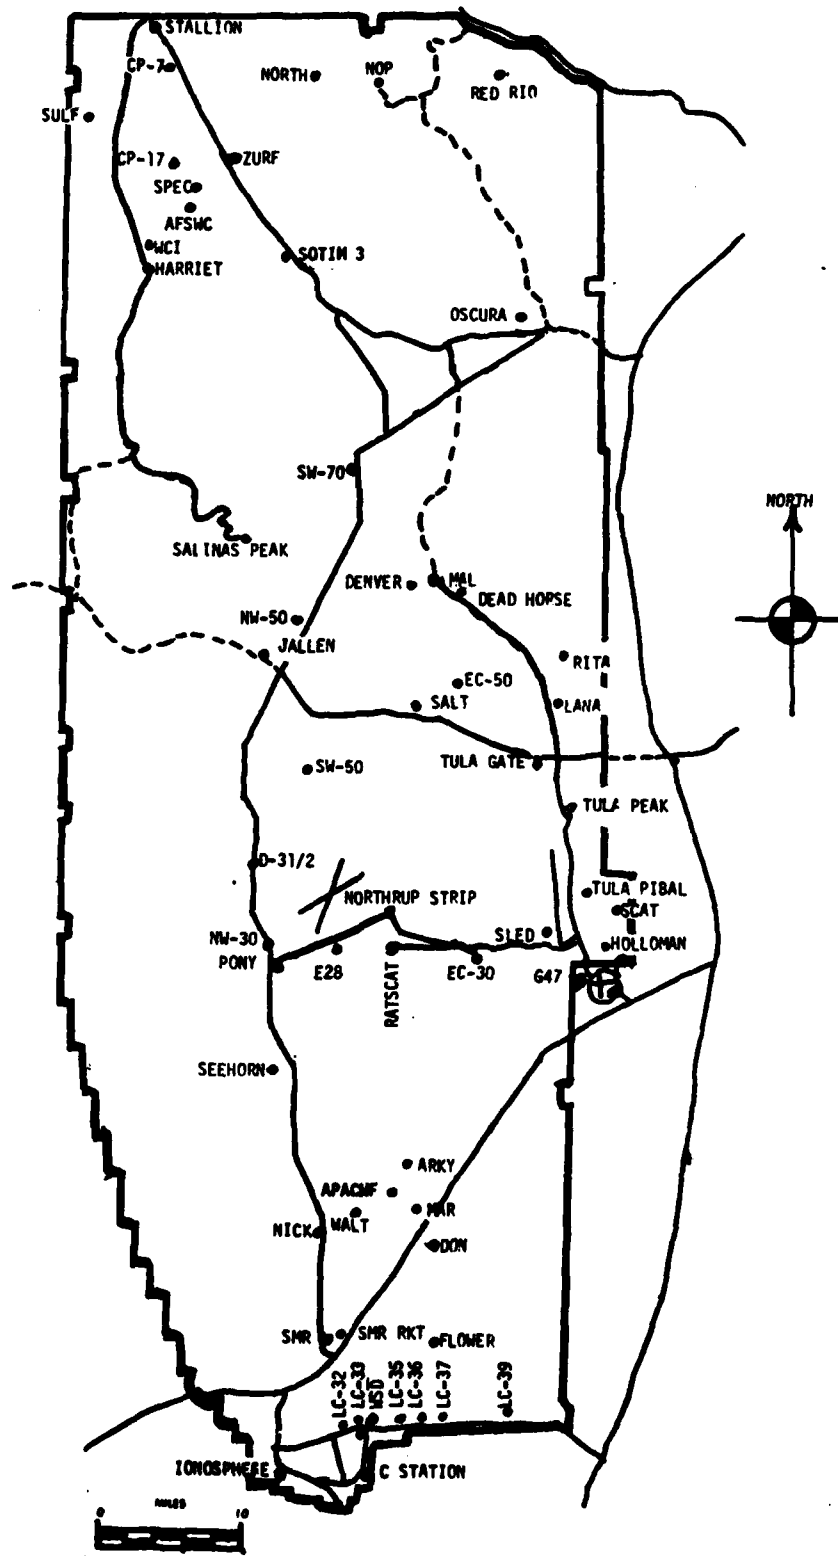 STALLION
CP-7
NORTH
NOP
RED RIO
SULF
CP-17
ZURF
SPEC
AFSWC
WCI
HARRIET
SOTIM 3
OSCURA
SW-70
NORTH
SALINAS PEAK
DENVER
MAL
DEAD HORSE
NW-50
JALLEN
RITA
EC-50
SALT
LANA
TULA GATE
SW-50
TULA PEAK
D-31/2
NORTHRUP STRIP
TULA PIBAL
SCAT
NW-30
SLED
HOLLOMAN
PONY
E28
RATSCAT
EC-30
G47
SEEHORN
ARKY
APACHE
MAR
NICK
WALT
DON
SMR
SMR RKT
FLOWER
LC-32
LC-33
WSD
LC-35
LC-36
LC-37
LC-39
IONOSPHERE
C STATION
0 MILES 10